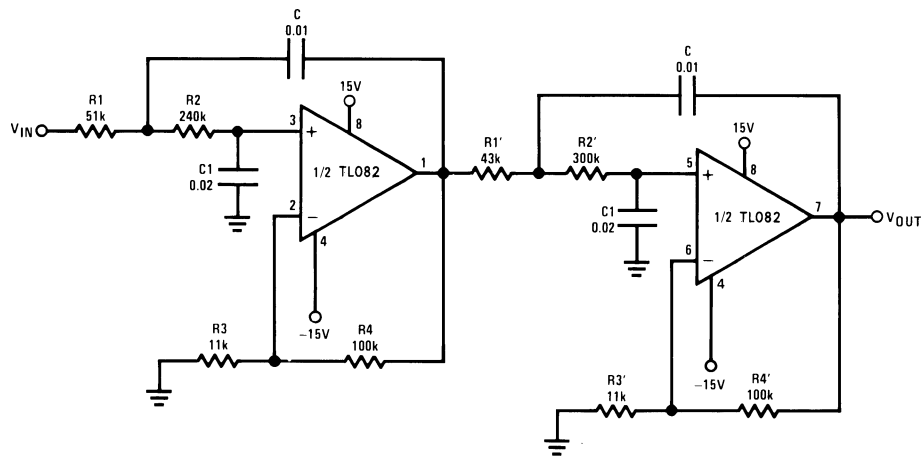 C
0.01
15V
R1
51k
R2
240k
VIN
3
+
8
C1
0.02
1/2 TL082
1
2
−
4
−15V
R3
11k
R4
100k
C
0.01
15V
R1'
43k
R2'
300k
5
+
8
C1
0.02
1/2 TL082
7
VOUT
6
−
4
−15V
R3'
11k
R4'
100k